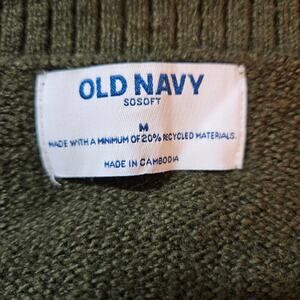 OLD NAVY
SOSOFT
M
MADE WITH A MINIMUM OF 20% RECYCLED MATERIALS.
MADE IN CAMBODIA